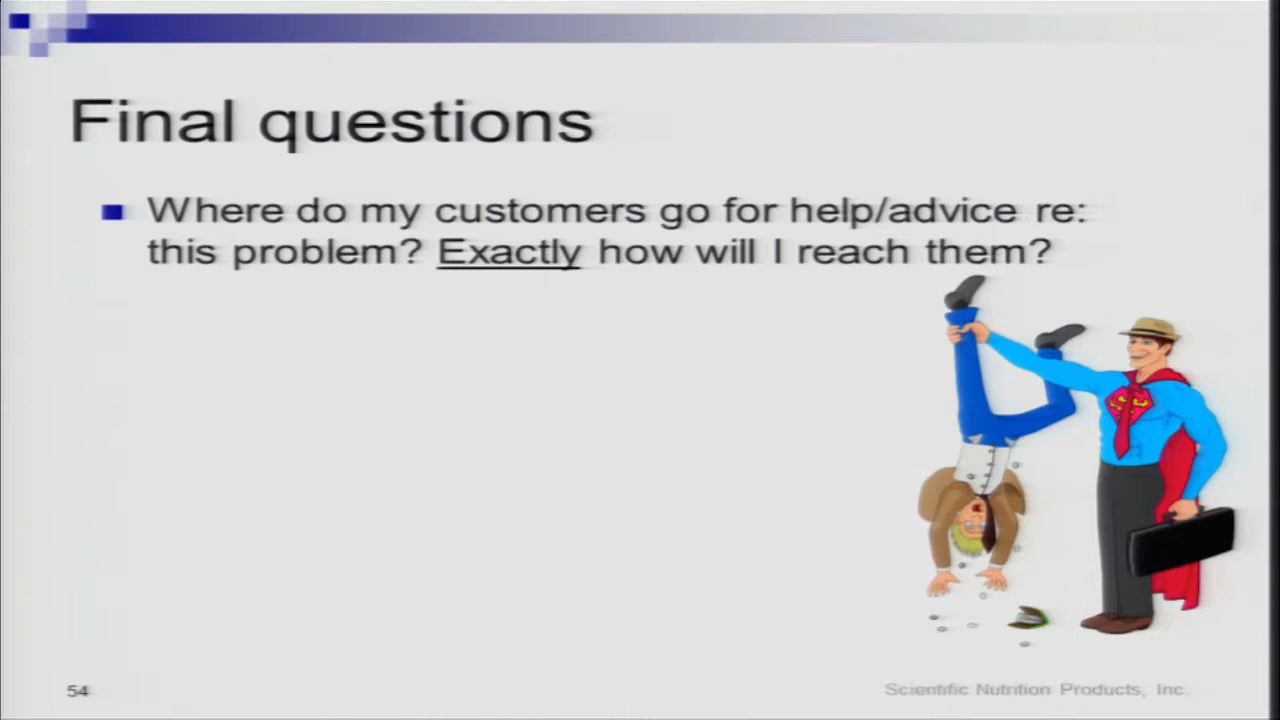 Final questions
Where do my customers go for help/advice re:
this problem? Exactly how will I reach them?
54
Scientific Nutrition Products, Inc.